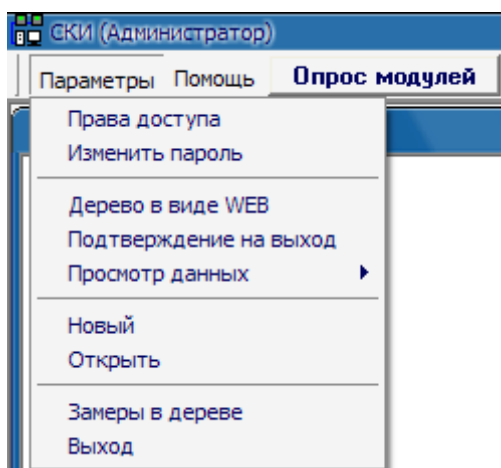 СКИ (Администратор)
Параметры Помощь Опрос модулей
Права доступа
Изменить пароль
Дерево в виде WEB
Подтверждение на выход
Просмотр данных
Новый
Открыть
Замеры в дереве
Выход